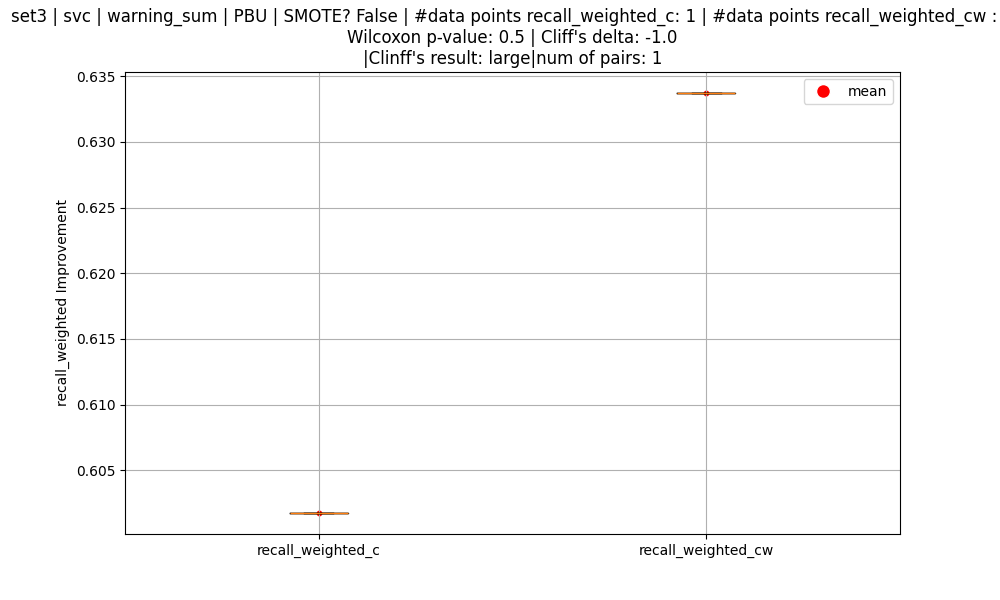 set3 | svc | warning_sum | PBU | SMOTE? False | #data points recall_weighted_c: 1 | #data points recall_weighted_cw :
Wilcoxon p-value: 0.5 | Cliff's delta: -1.0
|Clinff's result: large|num of pairs: 1
mean
recall_weighted Improvement
0.635
0.630
0.625
0.620
0.615
0.610
0.605
recall_weighted_c
recall_weighted_cw